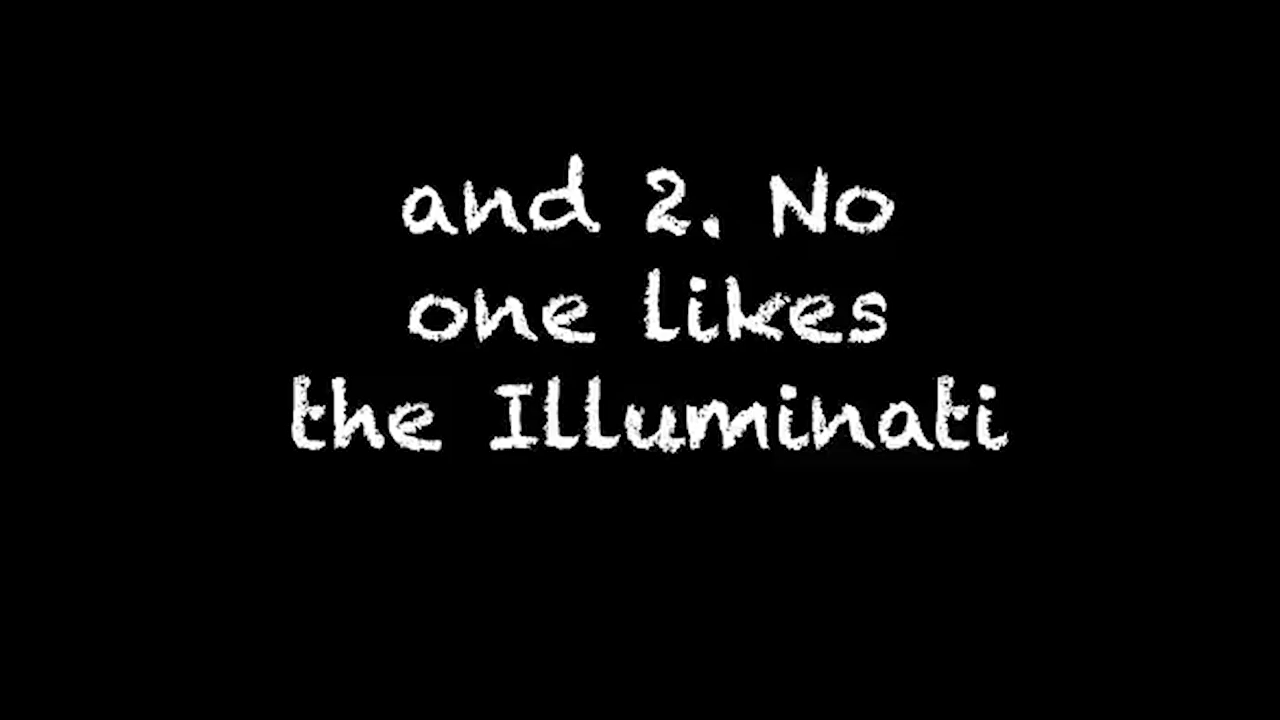 and 2. No
one likes
the Illuminati